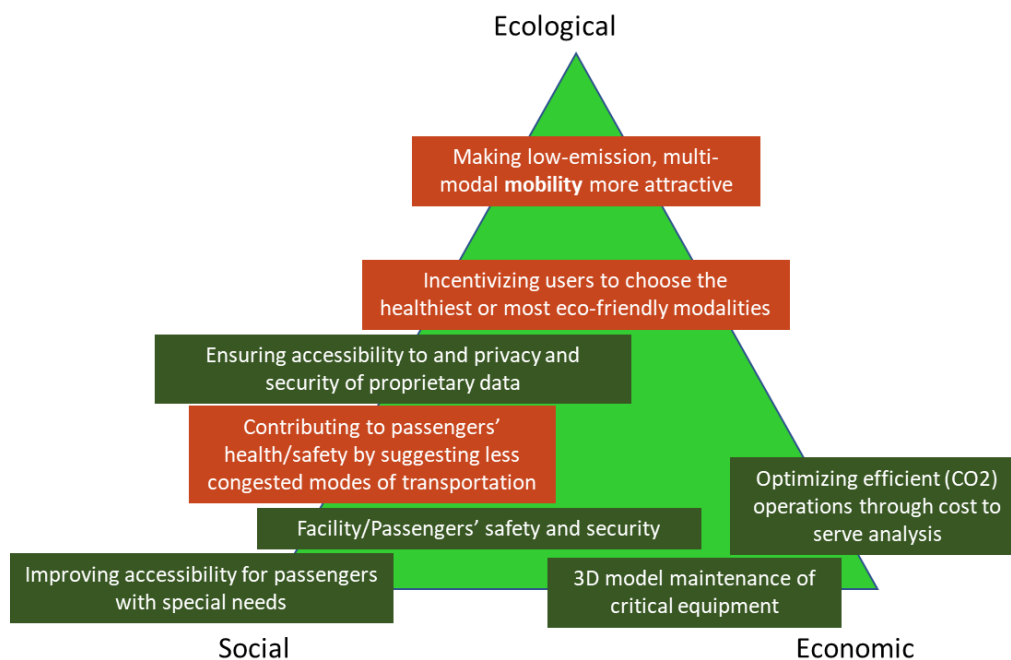 Ecological
Making low-emission, multi-
modal mobility more attractive
Incentivizing users to choose the
healthiest or most eco-friendly modalities
Ensuring accessibility to and privacy and
security of proprietary data
Contributing to passengers’
health/safety by suggesting less
congested modes of transportation
Optimizing efficient (CO2)
operations through cost to
serve analysis
Facility/Passengers’ safety and security
Improving accessibility for passengers
with special needs
3D model maintenance of
critical equipment
Social
Economic